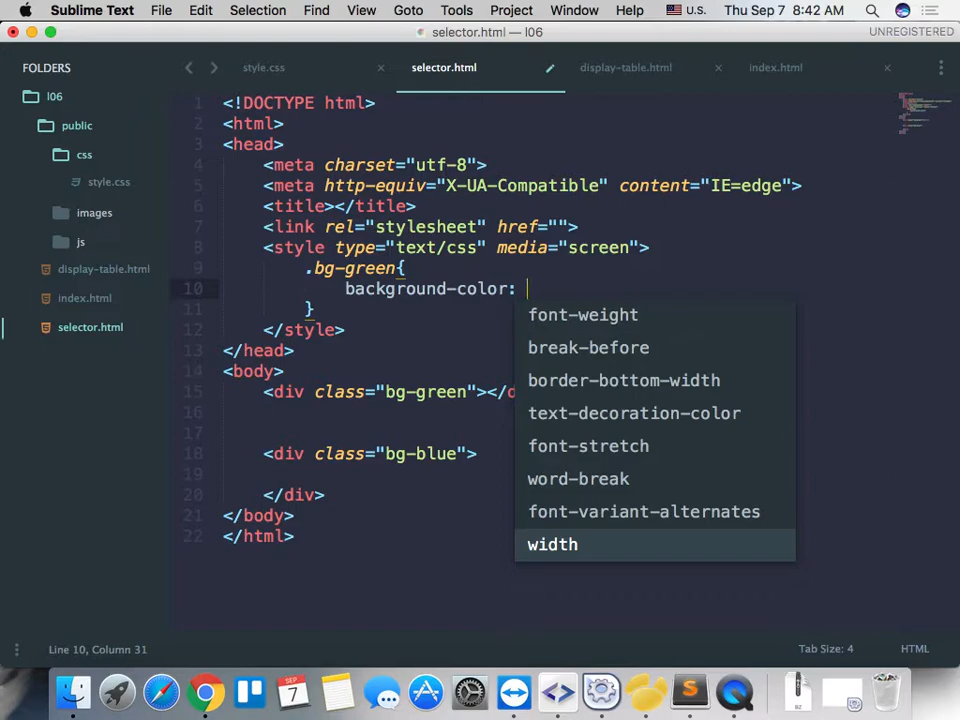 Sublime Text File Edit Selection Find View Goto Tools Project Window Help U.S. Thu Sep 7 8:42 AM
selector.html — l06 UNREGISTERED
FOLDERS
l06
public
css
style.css
images
js
display-table.html
index.html
selector.html
style.css × selector.html display-table.html × index.html ×
1 <!DOCTYPE html>
2 <html>
3 <head>
4 <meta charset="utf-8">
5 <meta http-equiv="X-UA-Compatible" content="IE=edge">
6 <title></title>
7 <link rel="stylesheet" href="">
8 <style type="text/css" media="screen">
9 .bg-green{
10 background-color:
11 }
12 </style>
13 </head>
14 <body>
15 <div class="bg-green"></d
16
17
18 <div class="bg-blue">
19
20 </div>
21 </body>
22 </html>
font-weight
break-before
border-bottom-width
text-decoration-color
font-stretch
word-break
font-variant-alternates
width
Line 10, Column 31 Tab Size: 4 HTML
SEP
7